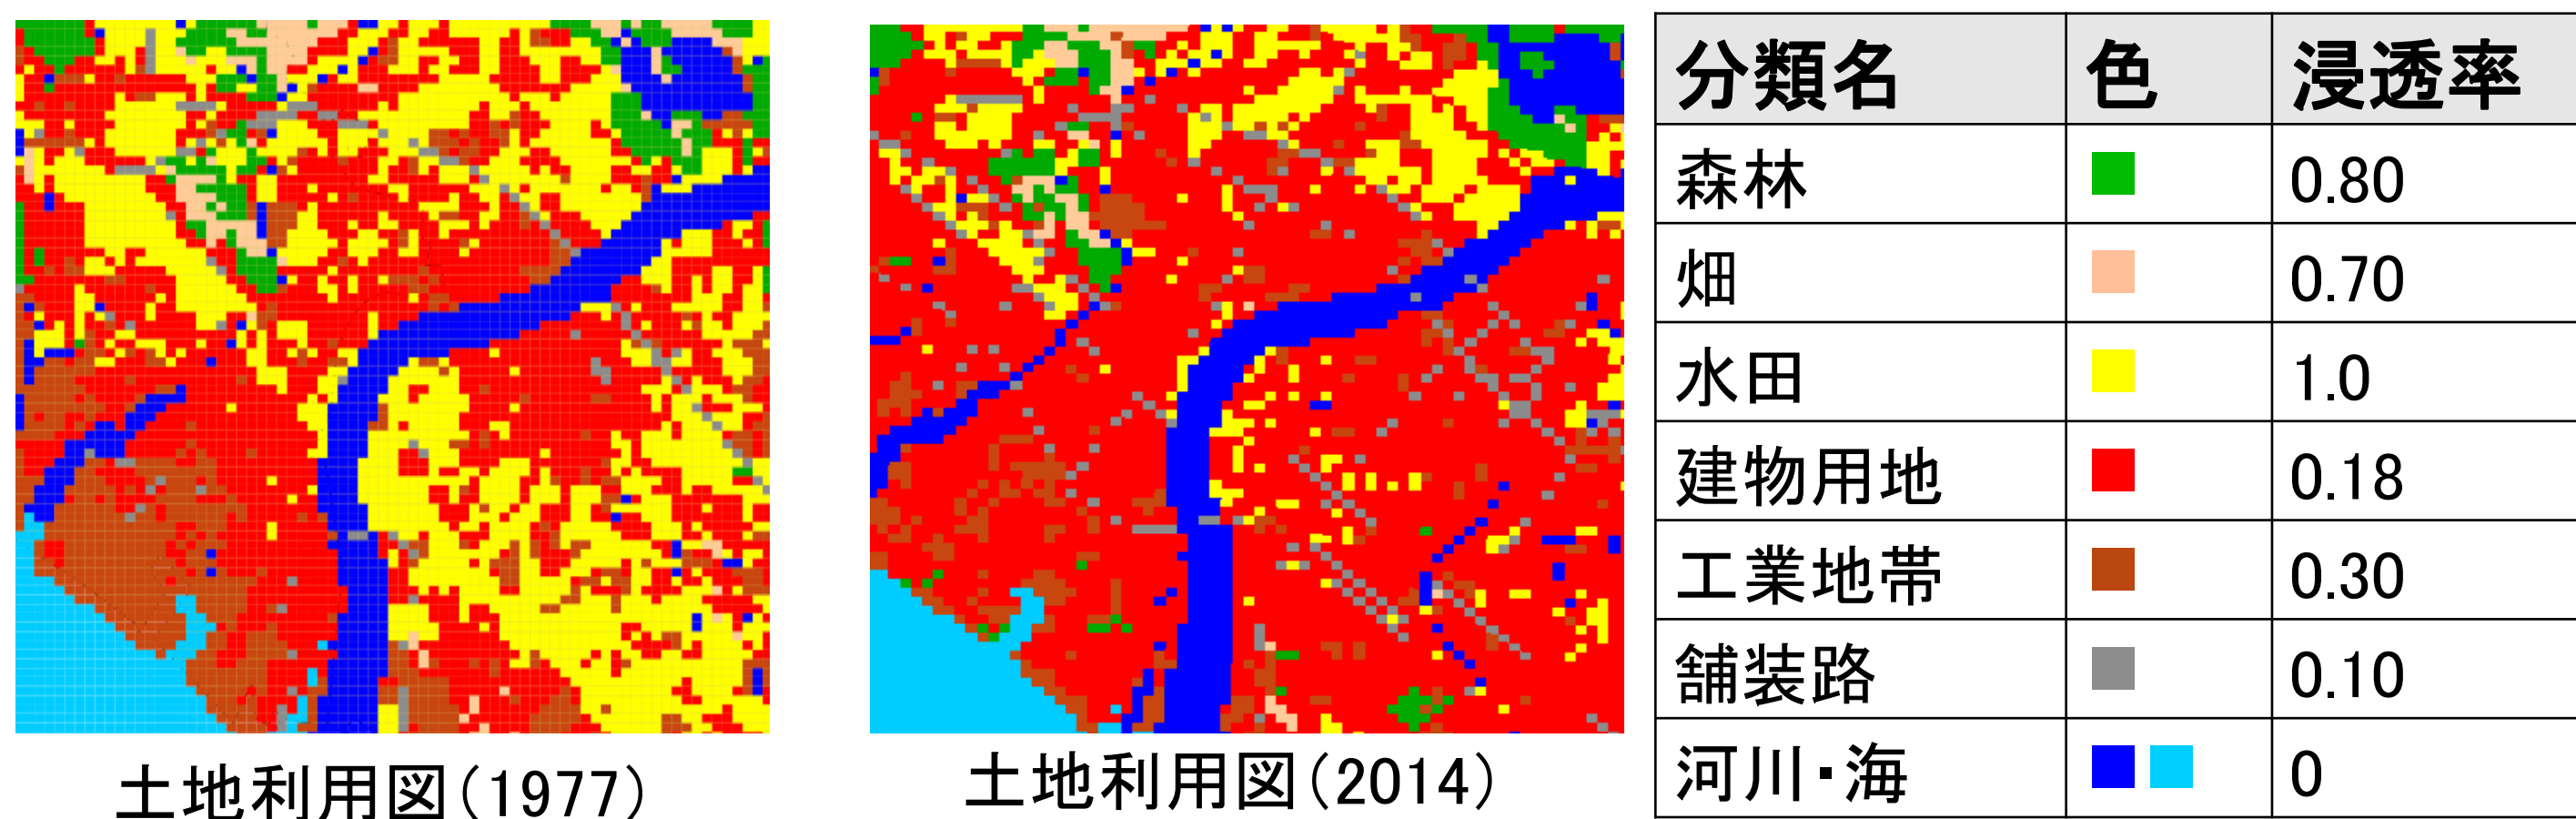 土地利用図(1977)
土地利用図(2014)
分類名 色 浸透率
森林 0.80
畑 0.70
水田 1.0
建物用地 0.18
工業地帯 0.30
舗装路 0.10
河川・海 0